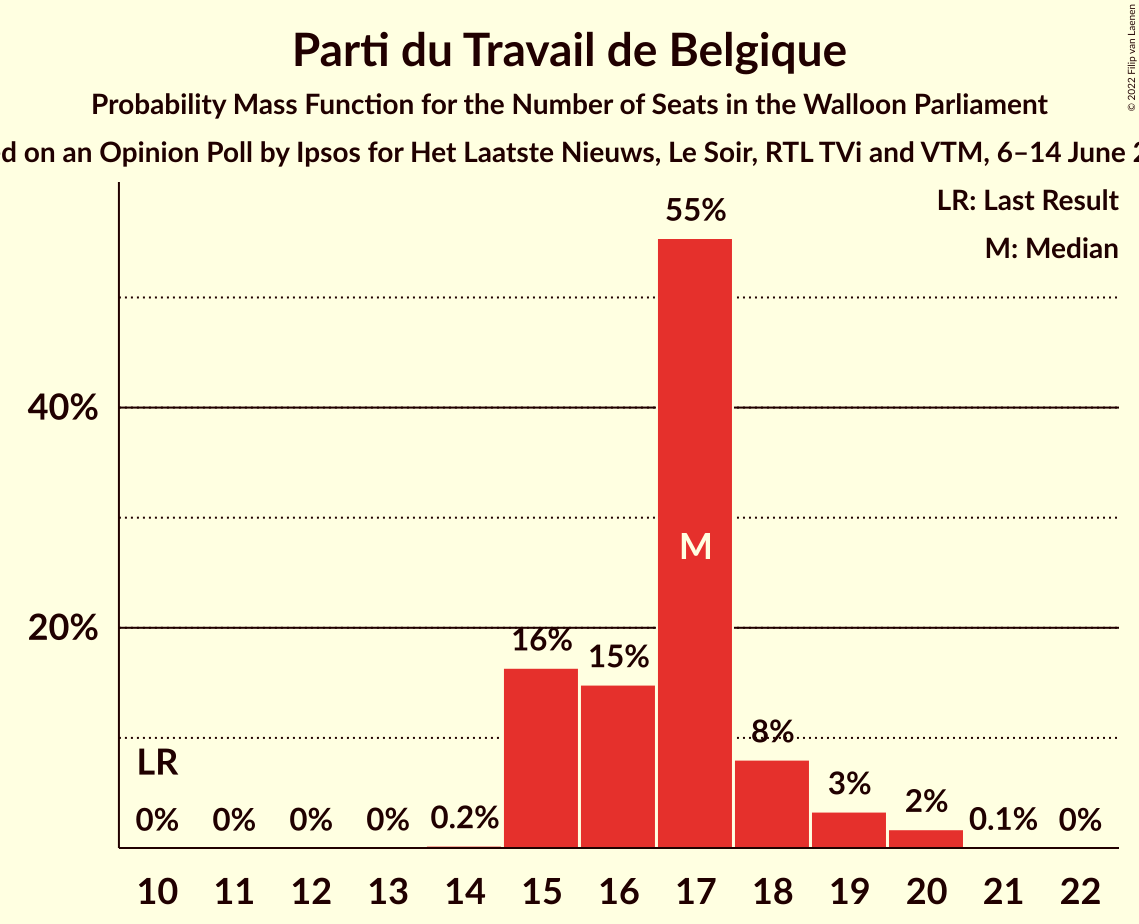 Parti du Travail de Belgique
Probability Mass Function for the Number of Seats in the Walloon Parliament
on an Opinion Poll by Ipsos for Het Laatste Nieuws, Le Soir, RTL TVi and VTM, 6–14 June
© 2022 Filip van Laenen
LR: Last Result
M: Median
55%
40%
M
20%
16%
15%
8%
LR
3%
2%
0%
0%
0%
0%
0.2%
0.1%
0%
10 11 12 13 14 15 16 17 18 19 20 21 22